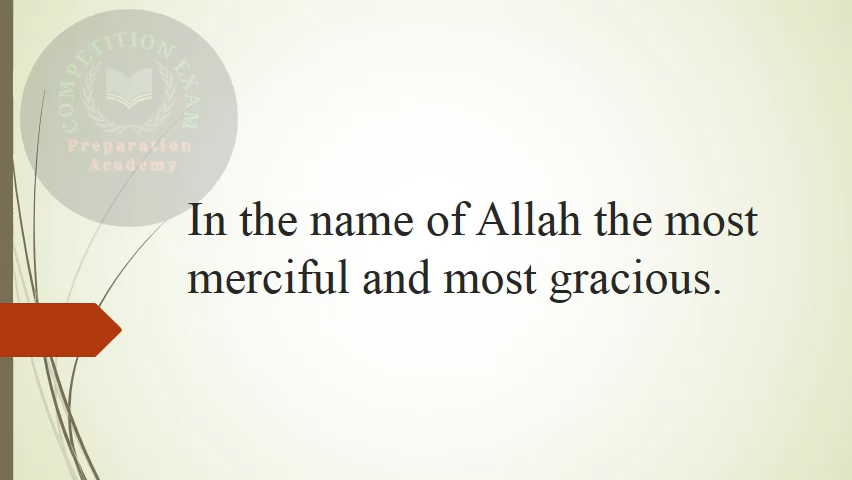 COMPETITION EXAM
Preparation
Academy
In the name of Allah the most
merciful and most gracious.